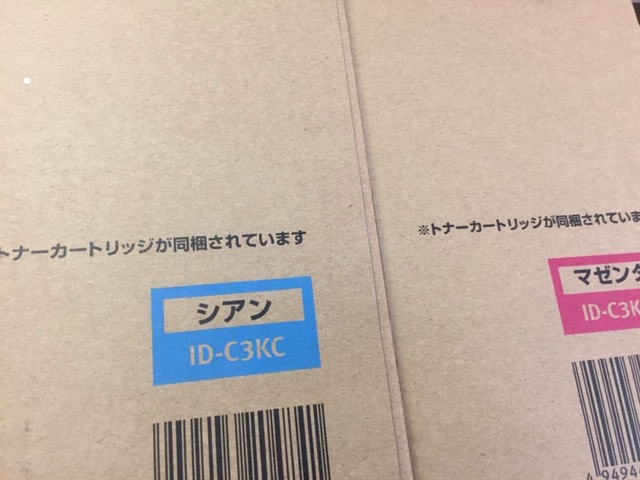 トナーカートリッジが同梱されています
シアン
ID-C3KC
※トナーカートリッジが同梱されていま
マゼンタ
ID-C3K
4 9494